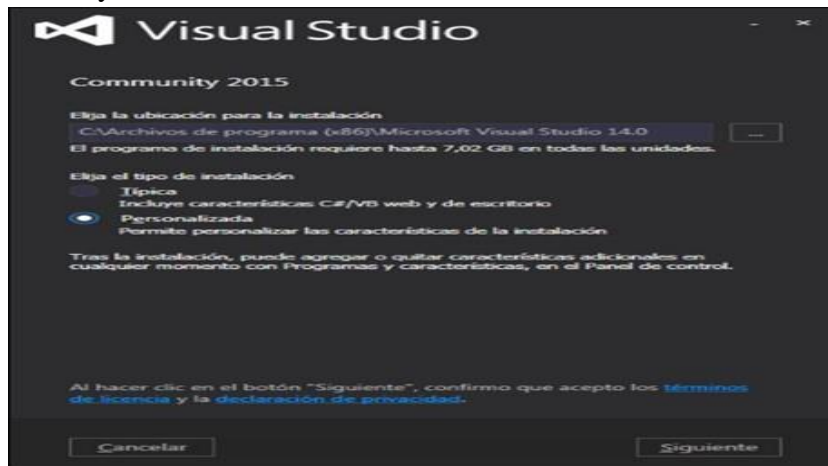 Visual Studio
Community 2015
Elija la ubicación para la instalación
C:\Archivos de programa (x86)\Microsoft Visual Studio 14.0
...
El programa de instalación requiere hasta 7,02 GB en todas las unidades.
Elija el tipo de instalación
Típica
Incluye características C#/VB web y de escritorio
Personalizada
Permite personalizar las características de la instalación
Tras la instalación, puede agregar o quitar características adicionales en
cualquier momento con Programas y características, en el Panel de control.
Al hacer clic en el botón "Siguiente", confirmo que acepto los términos
de licencia y la declaración de privacidad.
Cancelar
Siguiente